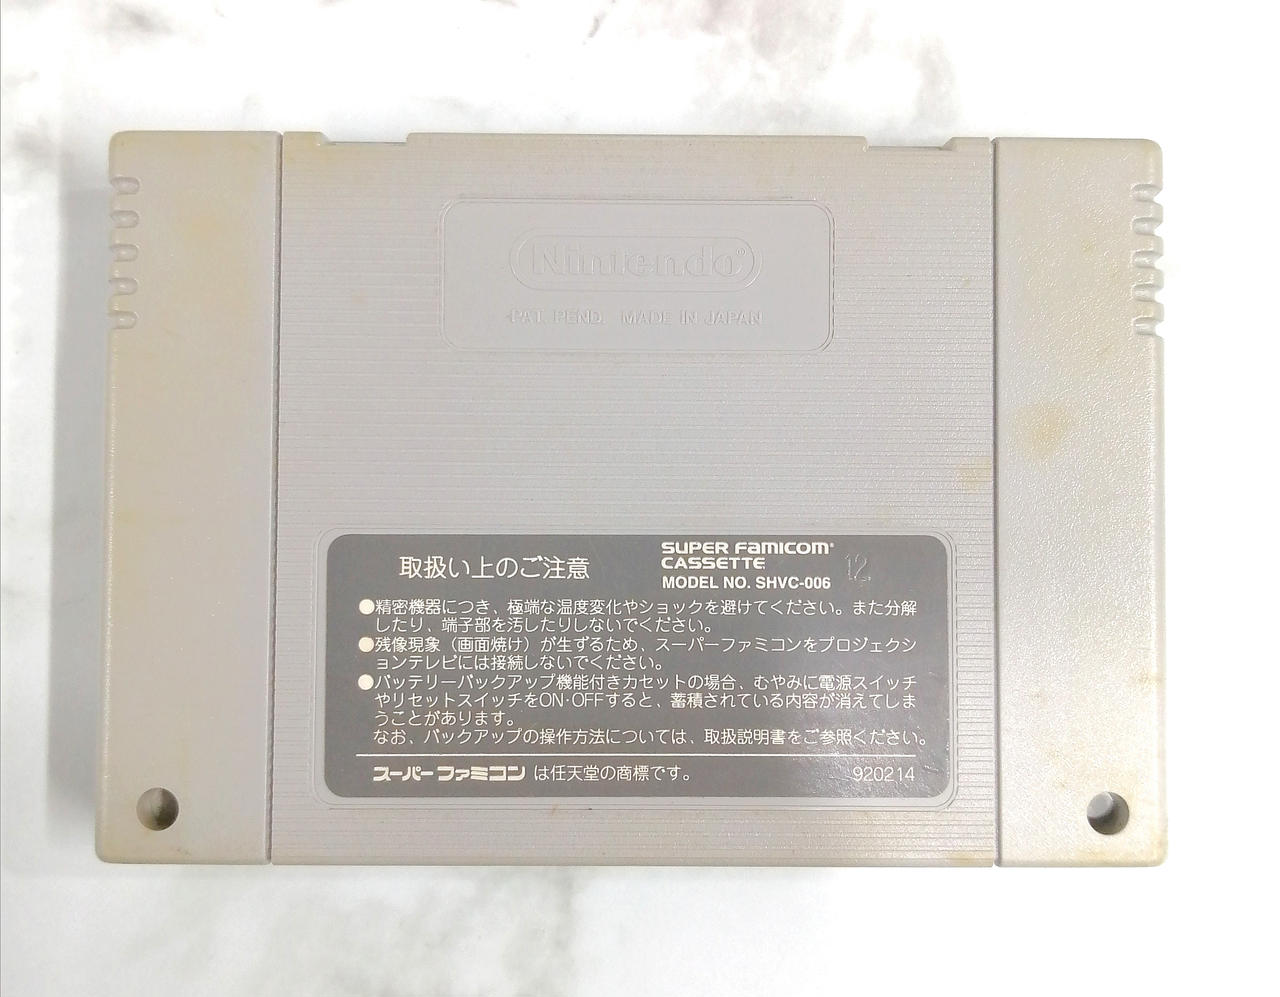 Nintendo®
PAT. PEND. MADE IN JAPAN
取扱い上のご注意
SUPER FAMICOM®
CASSETTE
MODEL NO. SHVC-006
12
●精密機器につき、極端な温度変化やショックを避けてください。また分解
したり、端子部を汚したりしないでください。
●残像現象（画面焼け）が生ずるため、スーパーファミコンをプロジェクシ
ョンテレビには接続しないでください。
●バッテリーバックアップ機能付きカセットの場合、むやみに電源スイッチ
やリセットスイッチをON·OFFすると、蓄積されている内容が消えてしま
うことがあります。
なお、バックアップの操作方法については、取扱説明書をご参照ください。
スーパーファミコン は任天堂の商標です。
920214